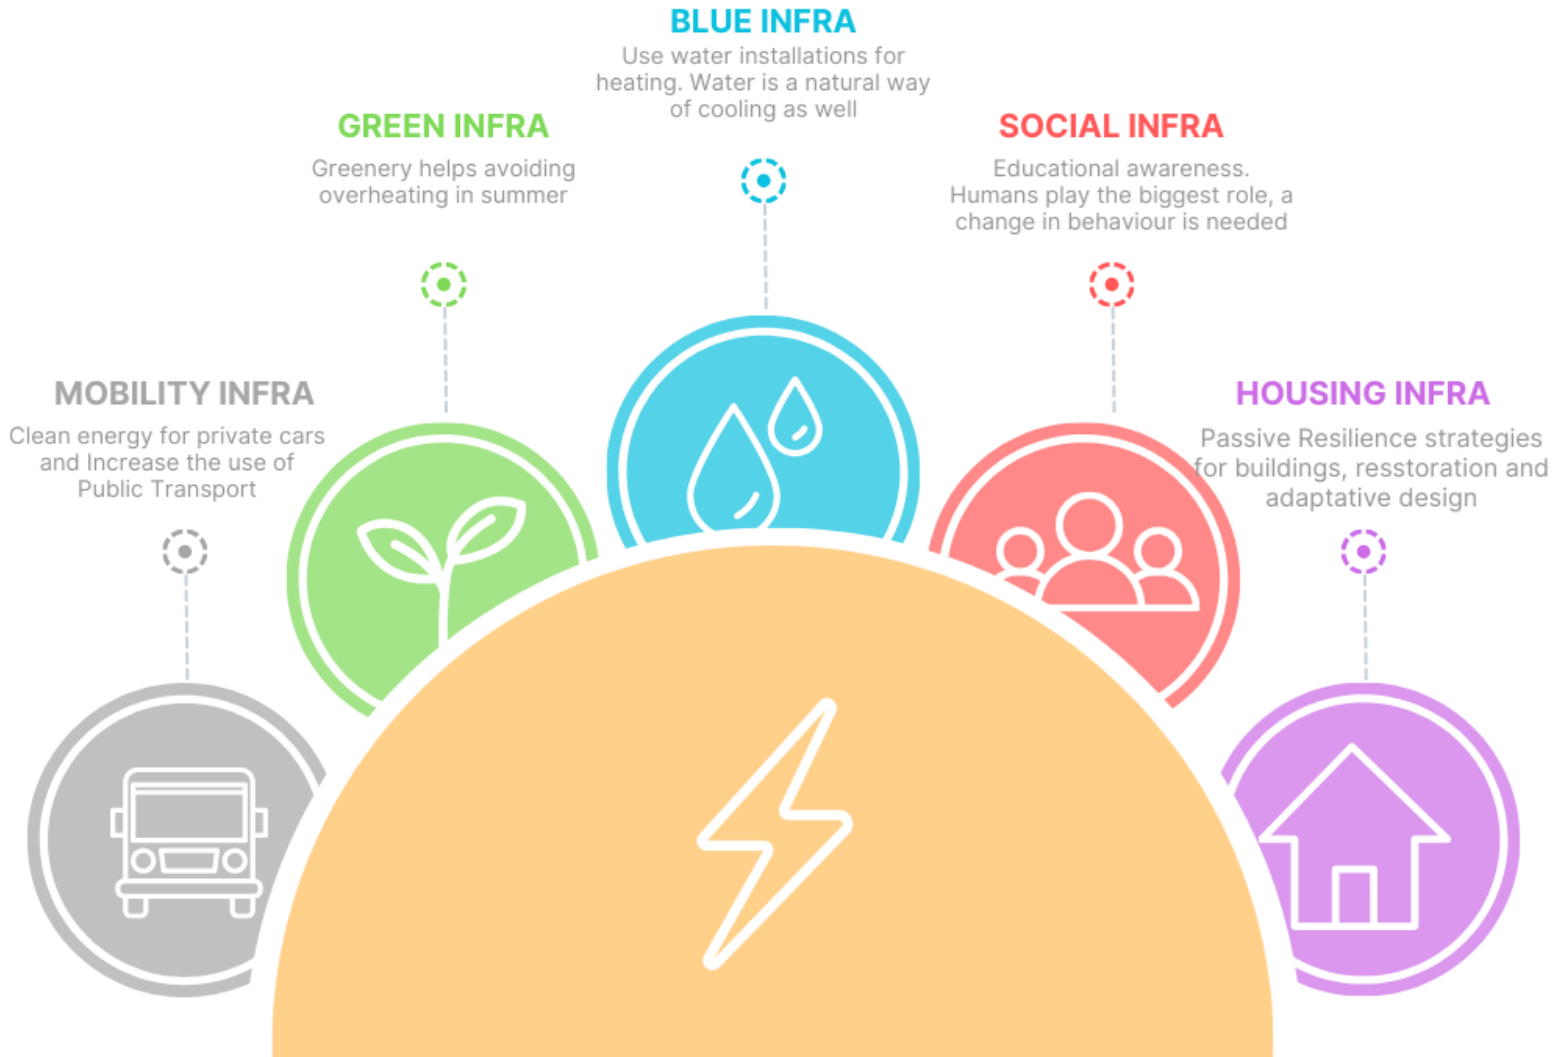 BLUE INFRA
Use water installations for
heating. Water is a natural way
of cooling as well
GREEN INFRA
Greenery helps avoiding
overheating in summer
SOCIAL INFRA
Educational awareness.
Humans play the biggest role, a
change in behaviour is needed
MOBILITY INFRA
Clean energy for private cars
and Increase the use of
Public Transport
HOUSING INFRA
Passive Resilience strategies
for buildings, resstoration and
adaptative design